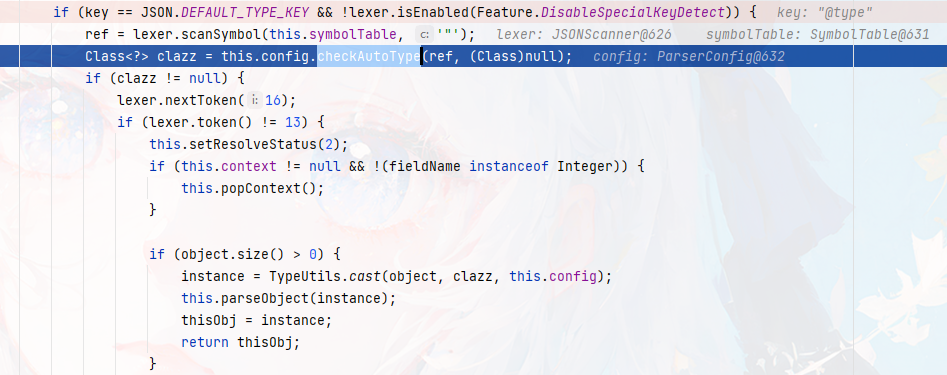 if (key == JSON.DEFAULT_TYPE_KEY && !lexer.isEnabled(Feature.DisableSpecialKeyDetect)) { key: "@type"
ref = lexer.scanSymbol(this.symbolTable, c: '"'); lexer: JSONScanner@626 symbolTable: SymbolTable@631
Class<?> clazz = this.config.checkAutoType(ref, (Class)null); config: ParserConfig@632
if (clazz != null) {
lexer.nextToken( i: 16);
if (lexer.token() != 13) {
this.setResolveStatus(2);
if (this.context != null && !(fieldName instanceof Integer)) {
this.popContext();
}
if (object.size() > 0) {
instance = TypeUtils.cast(object, clazz, this.config);
this.parseObject(instance);
thisObj = instance;
return thisObj;
}